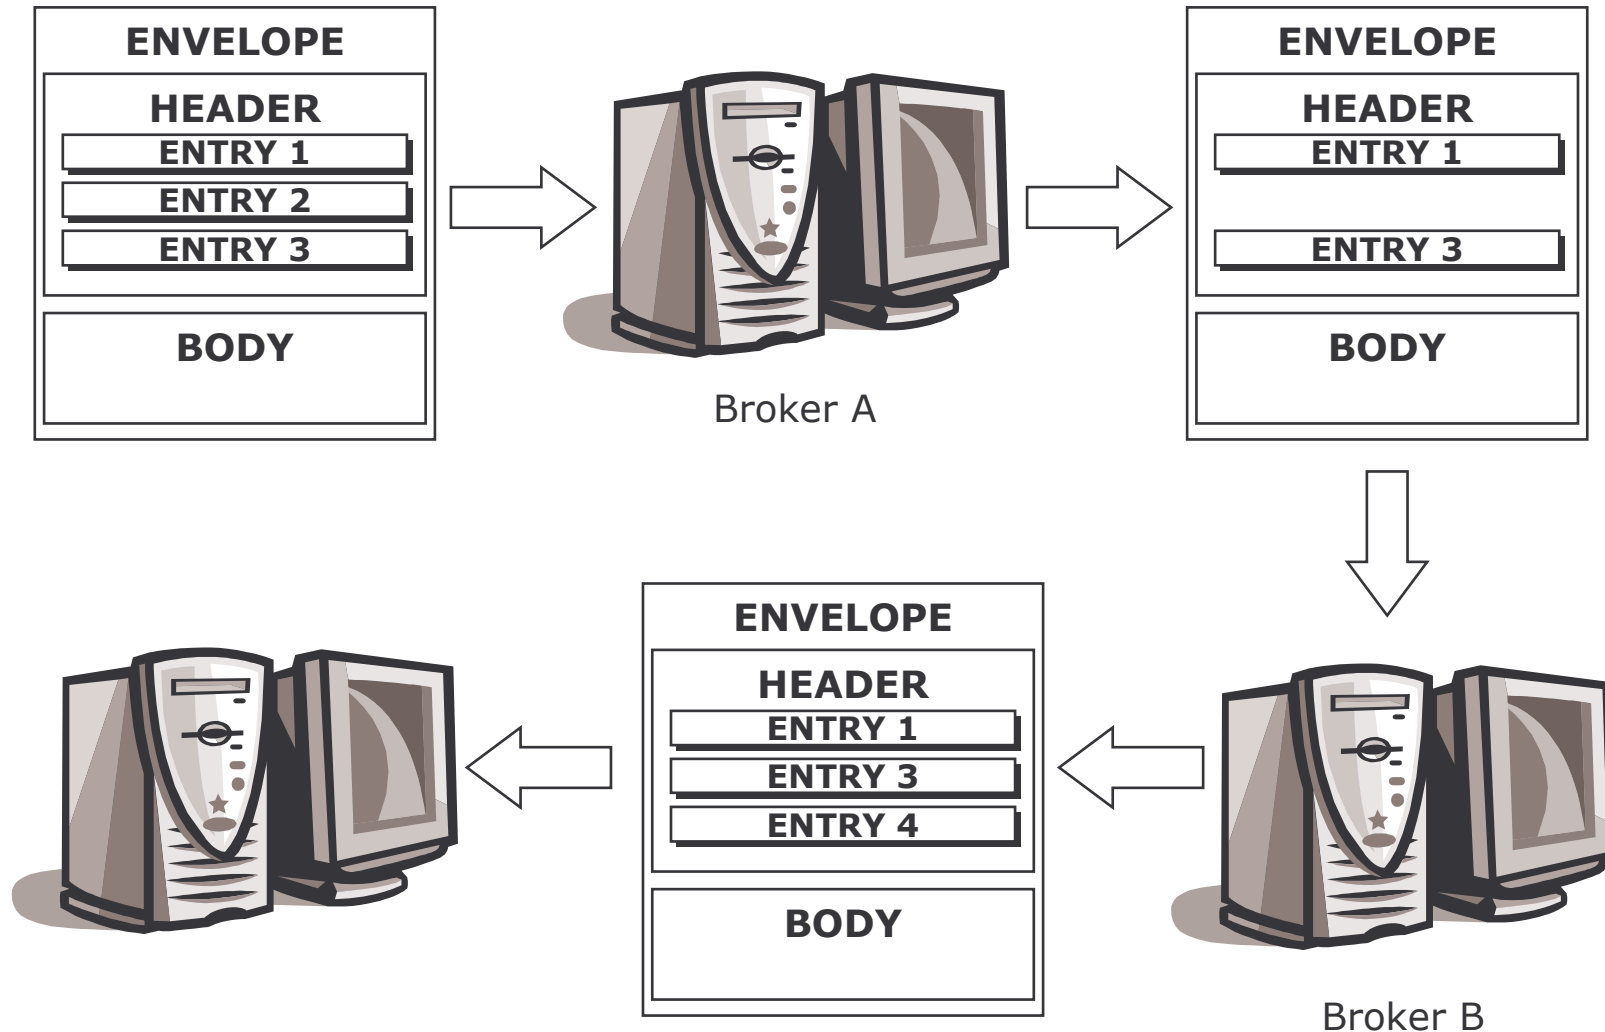 ENVELOPE
HEADER
ENTRY 1
ENTRY 2
ENTRY 3
BODY
Broker A
ENVELOPE
HEADER
ENTRY 1
ENTRY 3
BODY
ENVELOPE
HEADER
ENTRY 1
ENTRY 3
ENTRY 4
BODY
Broker B